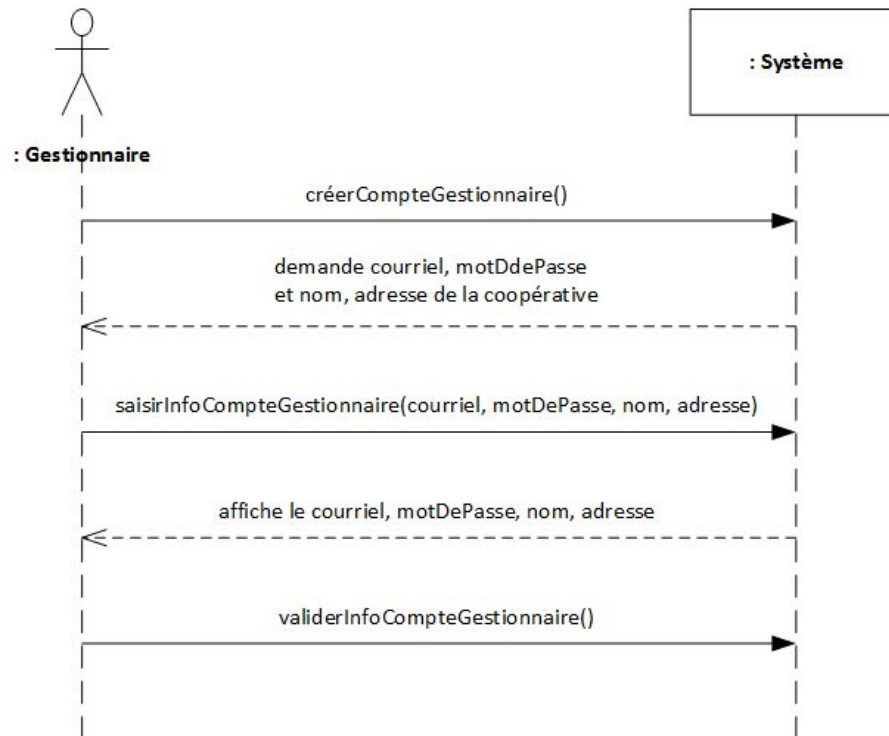 : Système
: Gestionnaire
créerCompteGestionnaire()
demande courriel, motDdePasse
et nom, adresse de la coopérative
saisirInfoCompteGestionnaire(courriel, motDePasse, nom, adresse)
affiche le courriel, motDePasse, nom, adresse
validerInfoCompteGestionnaire()